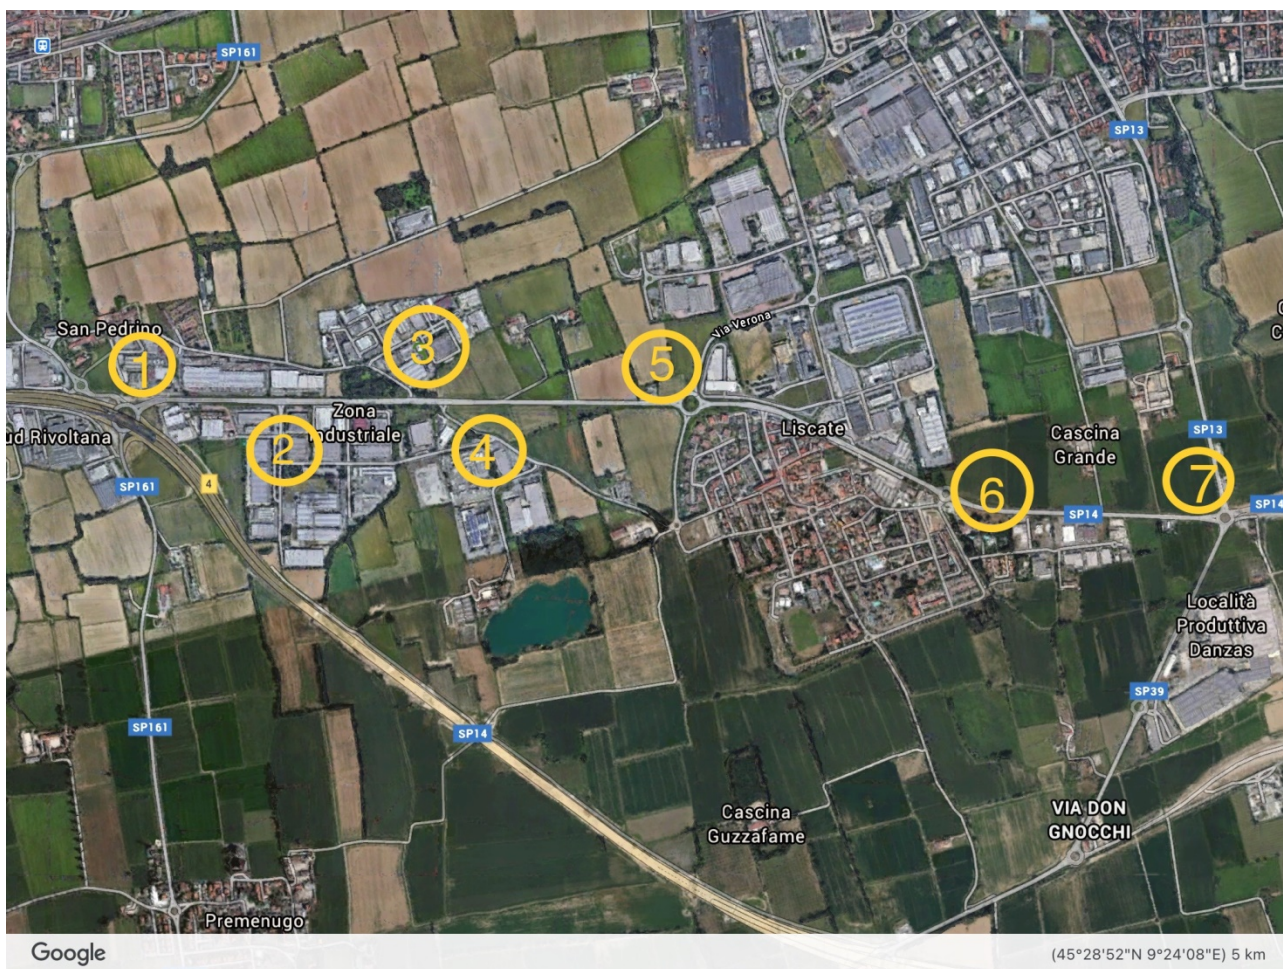 SP161
SP13
San Pedrino
Via Verona
1
3
5
Zona
Industriale
Liscate
ud Rivoltana
2
4
SP13
Cascina
Grande
SP161
4
6
7
SP14
SP14
Località
Produttiva
Danzas
SP39
SP161
SP14
Cascina
Guzzafame
VIA DON
GNOCCHI
Premenugo
Google
(45°28'52"N 9°24'08"E) 5 km